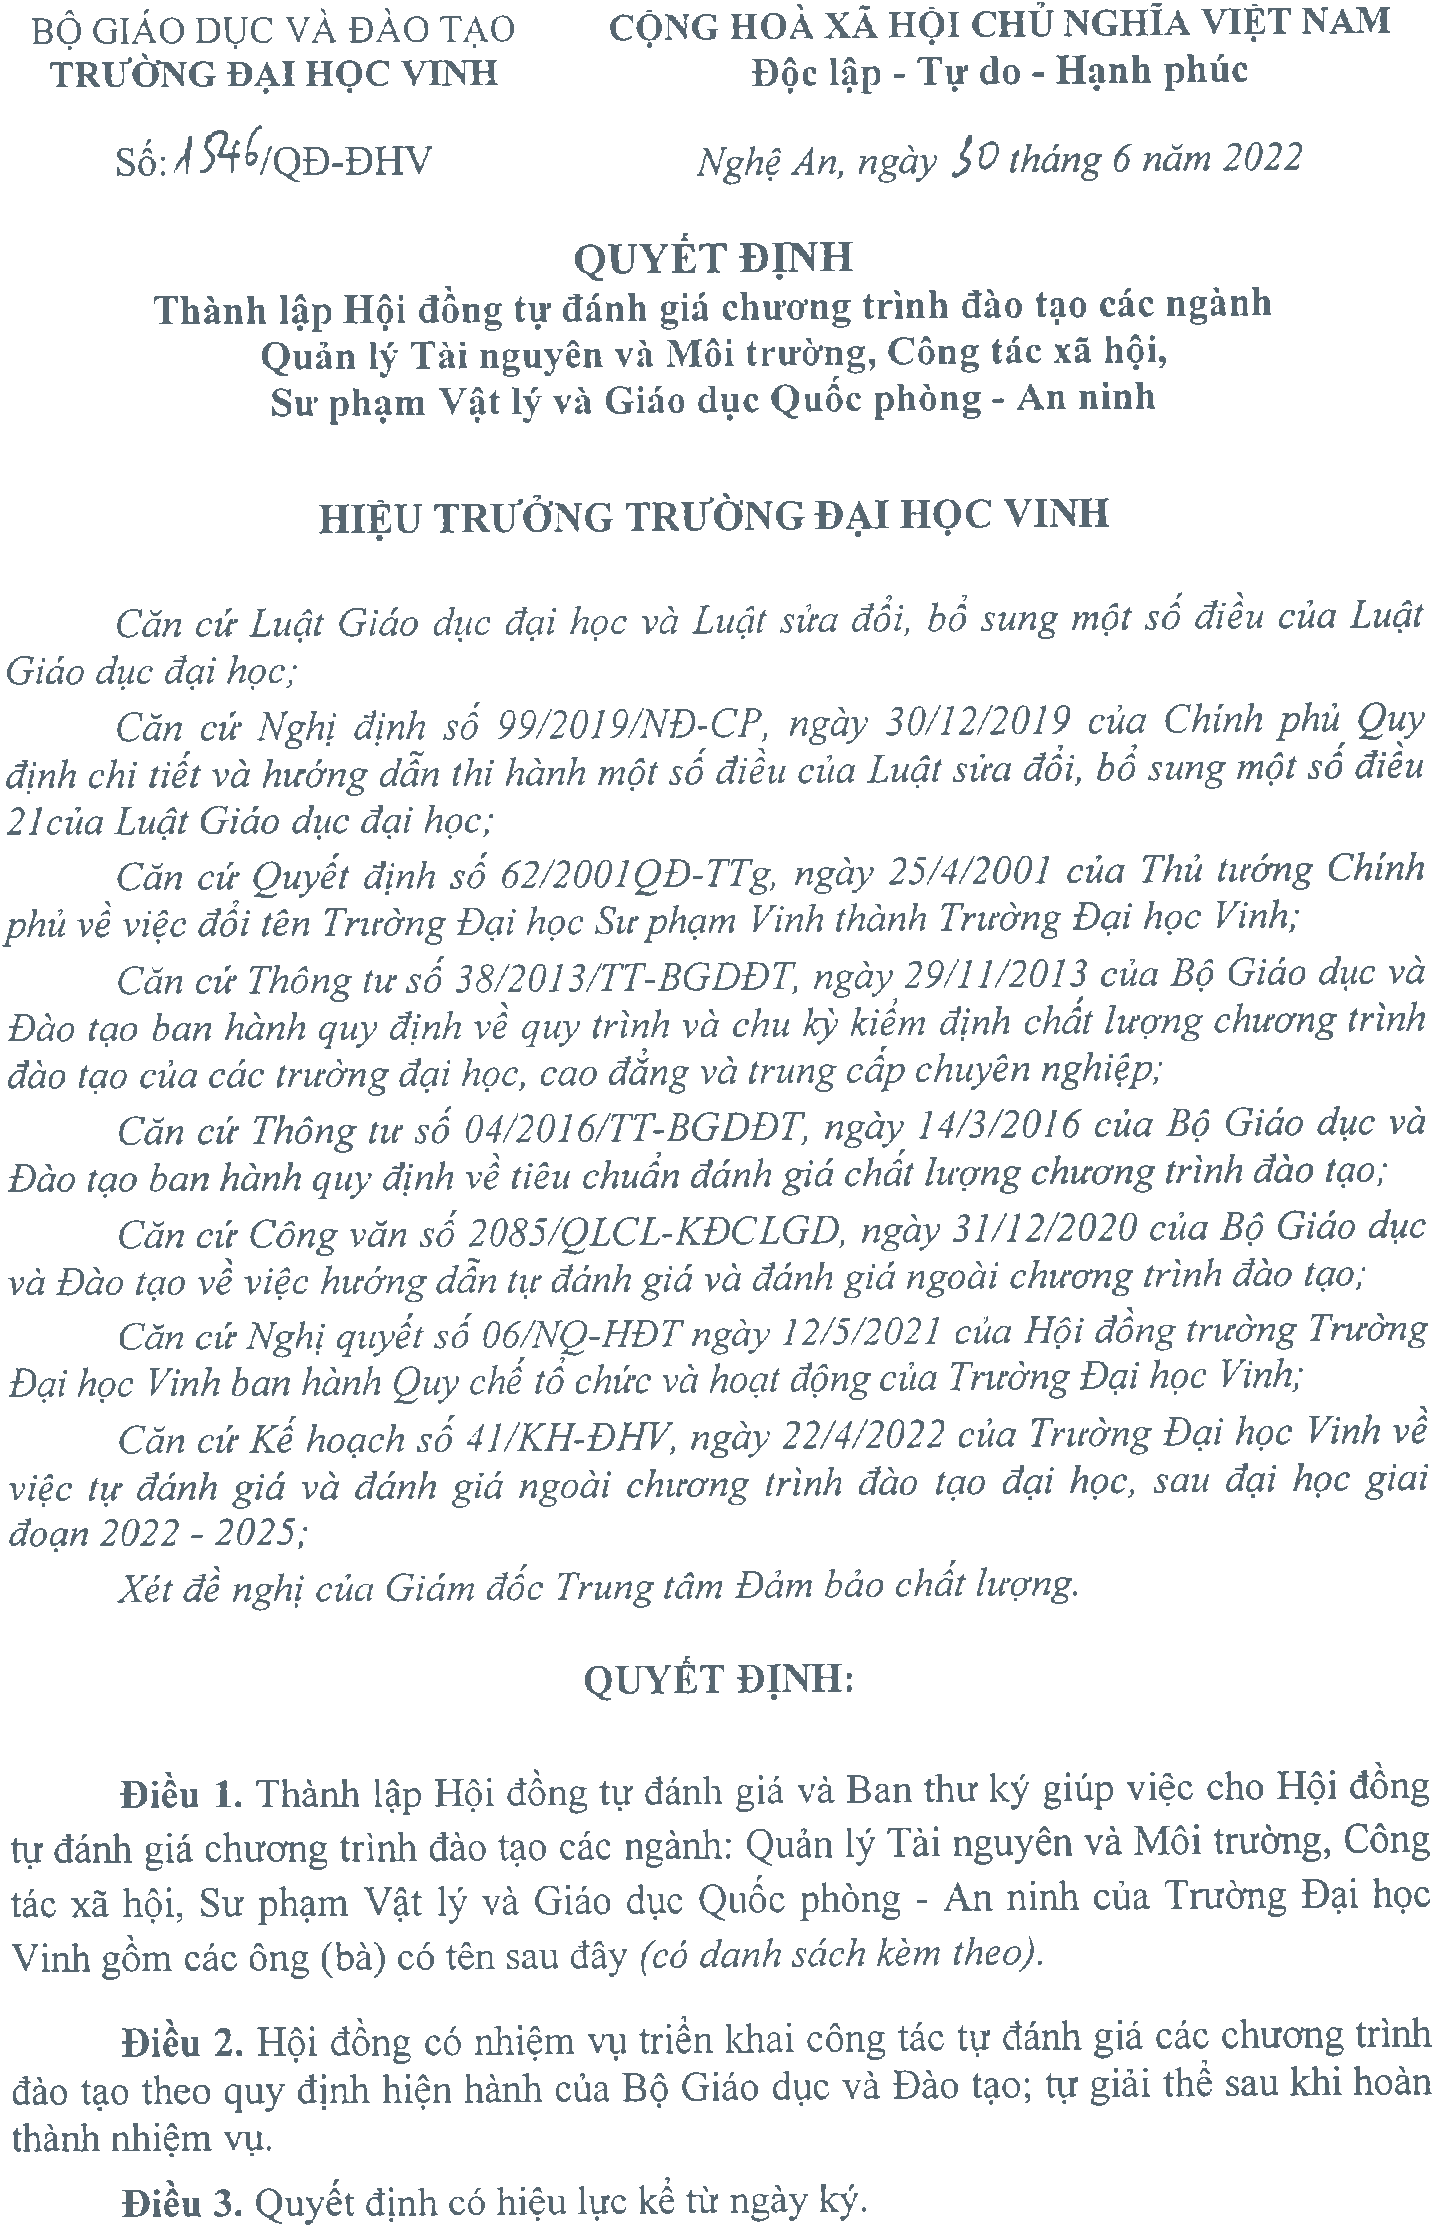 BỘ GIÁO DỤC VÀ ĐÀO TẠO
TRƯỜNG ĐẠI HỌC VINH
CỘNG HOÀ XÃ HỘI CHỦ NGHĨA VIỆT NAM
Độc lập - Tự do - Hạnh phúc
Số: 1546/QĐ-ĐHV
Nghệ An, ngày 30 tháng 6 năm 2022
QUYẾT ĐỊNH
Thành lập Hội đồng tự đánh giá chương trình đào tạo các ngành
Quản lý Tài nguyên và Môi trường, Công tác xã hội,
Sư phạm Vật lý và Giáo dục Quốc phòng - An ninh
HIỆU TRƯỞNG TRƯỜNG ĐẠI HỌC VINH
Căn cứ Luật Giáo dục đại học và Luật sửa đổi, bổ sung một số điều của Luật
Giáo dục đại học;
Căn cứ Nghị định số 99/2019/NĐ-CP, ngày 30/12/2019 của Chính phủ Quy
định chi tiết và hướng dẫn thi hành một số điều của Luật sửa đổi, bổ sung một số điều
21của Luật Giáo dục đại học;
Căn cứ Quyết định số 62/2001QĐ-TTg, ngày 25/4/2001 của Thủ tướng Chính
phủ về việc đổi tên Trường Đại học Sư phạm Vinh thành Trường Đại học Vinh;
Căn cứ Thông tư số 38/2013/TT-BGDĐT, ngày 29/11/2013 của Bộ Giáo dục và
Đào tạo ban hành quy định về quy trình và chu kỳ kiểm định chất lượng chương trình
đào tạo của các trường đại học, cao đẳng và trung cấp chuyên nghiệp;
Căn cứ Thông tư số 04/2016/TT-BGDĐT, ngày 14/3/2016 của Bộ Giáo dục và
Đào tạo ban hành quy định về tiêu chuẩn đánh giá chất lượng chương trình đào tạo;
Căn cứ Công văn số 2085/QLCL-KĐCLGD, ngày 31/12/2020 của Bộ Giáo dục
và Đào tạo về việc hướng dẫn tự đánh giá và đánh giá ngoài chương trình đào tạo;
Căn cứ Nghị quyết số 06/NQ-HĐT ngày 12/5/2021 của Hội đồng trường Trường
Đại học Vinh ban hành Quy chế tổ chức và hoạt động của Trường Đại học Vinh;
Căn cứ Kế hoạch số 41/KH-ĐHV, ngày 22/4/2022 của Trường Đại học Vinh về
việc tự đánh giá và đánh giá ngoài chương trình đào tạo đại học, sau đại học giai
đoạn 2022 - 2025;
Xét đề nghị của Giám đốc Trung tâm Đảm bảo chất lượng.
QUYẾT ĐỊNH:
Điều 1. Thành lập Hội đồng tự đánh giá và Ban thư ký giúp việc cho Hội đồng
tự đánh giá chương trình đào tạo các ngành: Quản lý Tài nguyên và Môi trường, Công
tác xã hội, Sư phạm Vật lý và Giáo dục Quốc phòng - An ninh của Trường Đại học
Vinh gồm các ông (bà) có tên sau đây (có danh sách kèm theo).
Điều 2. Hội đồng có nhiệm vụ triển khai công tác tự đánh giá các chương trình
đào tạo theo quy định hiện hành của Bộ Giáo dục và Đào tạo; tự giải thể sau khi hoàn
thành nhiệm vụ.
Điều 3. Quyết định có hiệu lực kể từ ngày ký.